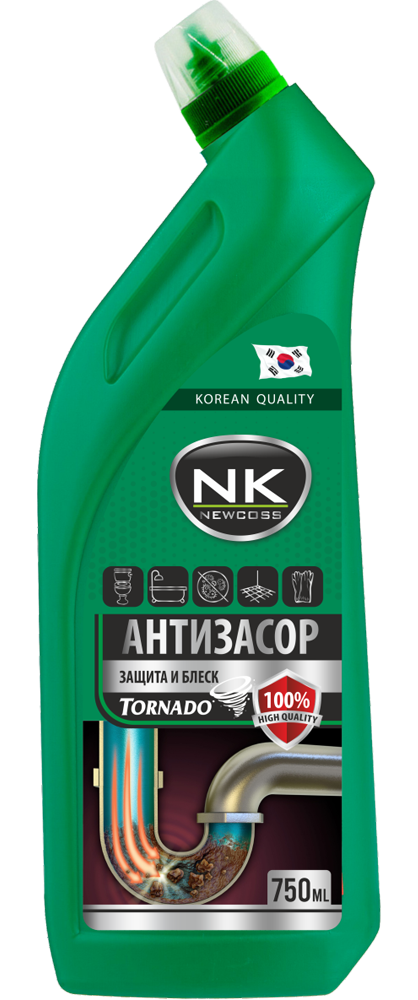 KOREAN QUALITY
NK
NEWCOSS
АНТИЗАСОР
ЗАЩИТА И БЛЕСК
TORNADO
100%
HIGH QUALITY
750ML